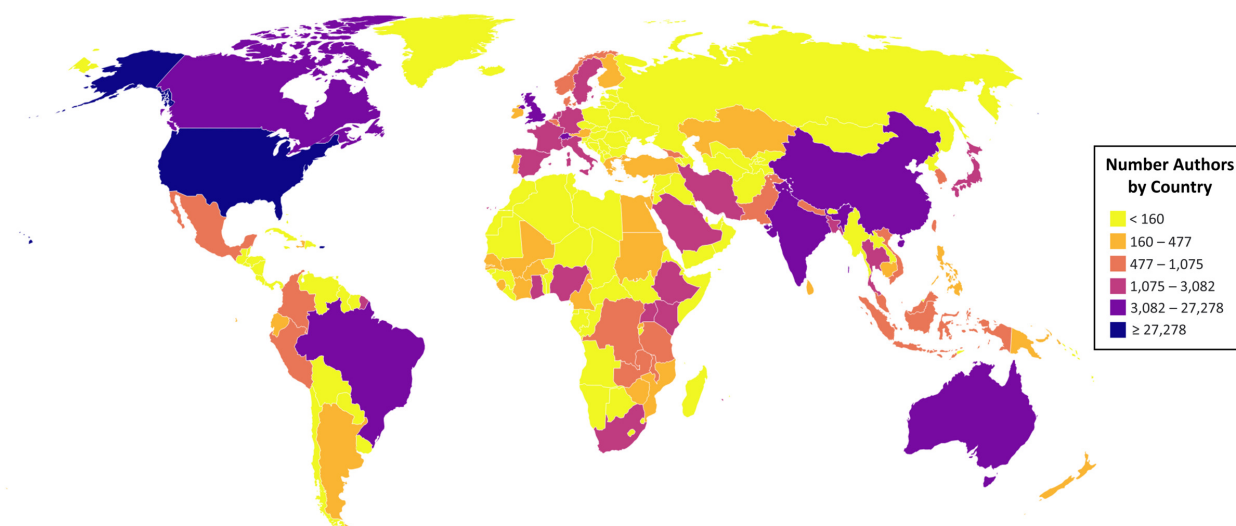 Number Authors
by Country
< 160
160 – 477
477 – 1,075
1,075 – 3,082
3,082 – 27,278
≥ 27,278